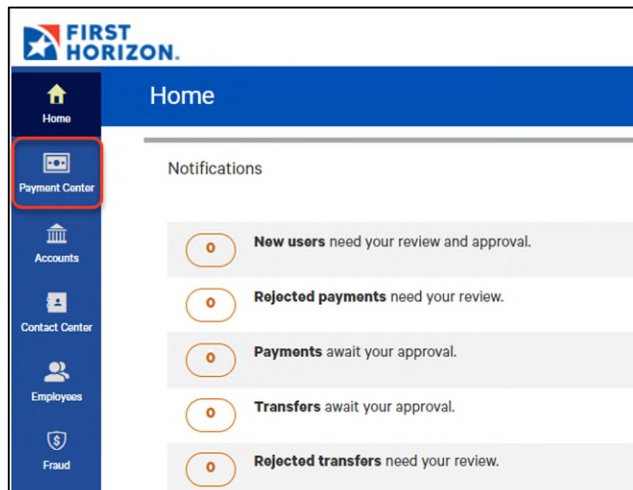 FIRST
HORIZON.
Home
Home
Payment Center
Accounts
Contact Center
Employees
Fraud
Notifications
0 New users need your review and approval.
0 Rejected payments need your review.
0 Payments await your approval.
0 Transfers await your approval.
0 Rejected transfers need your review.